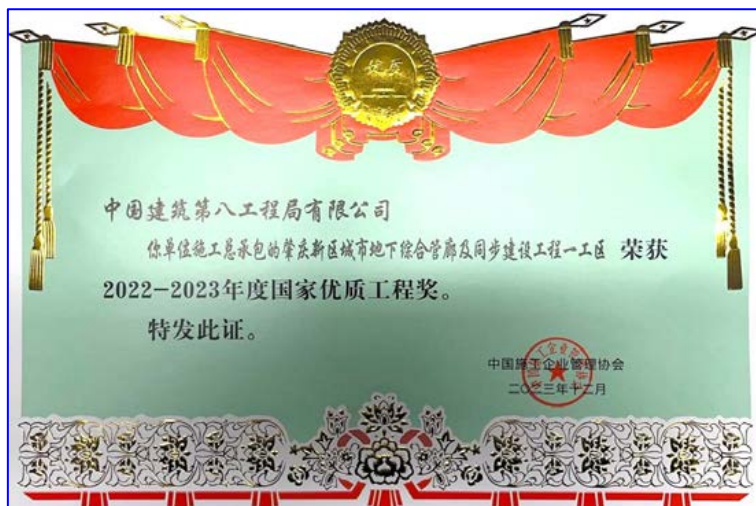 中国建筑第八工程局有限公司
你单位施工总承包的肇庆新区城市地下综合管廊及同步建设工程一工区 荣获
2022-2023年度国家优质工程奖。
特发此证。
中国施工企业管理协会
二〇二三年十二月